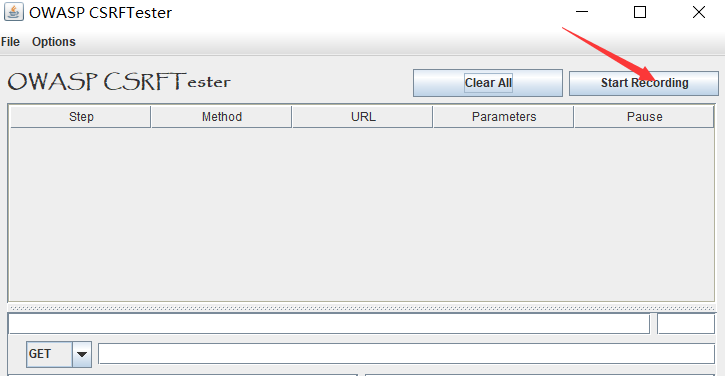 OWASP CSRFTester
File Options
OWASP CSRFTester Clear All Start Recording
Step Method URL Parameters Pause
GET